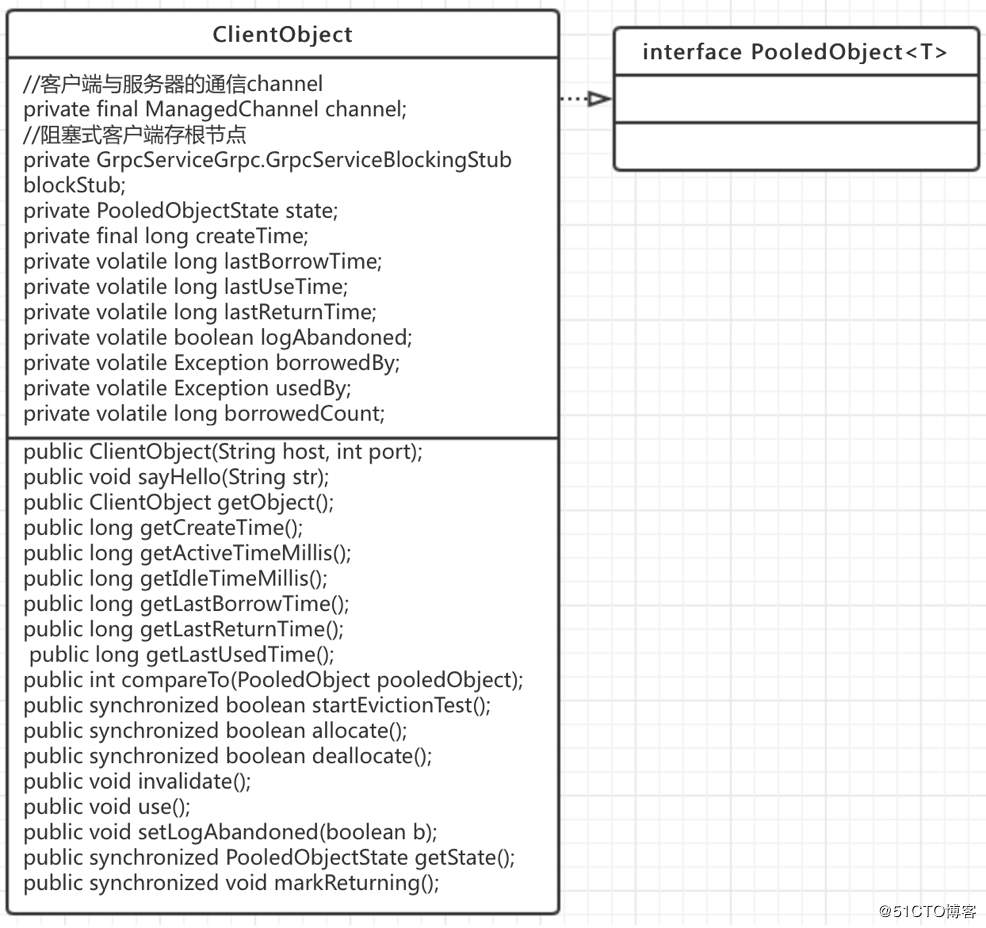 ClientObject
//客户端与服务器的通信channel
private final ManagedChannel channel;
//阻塞式客户端存根节点
private GrpcServiceGrpc.GrpcServiceBlockingStub
blockStub;
private PooledObjectState state;
private final long createTime;
private volatile long lastBorrowTime;
private volatile long lastUseTime;
private volatile long lastReturnTime;
private volatile boolean logAbandoned;
private volatile Exception borrowedBy;
private volatile Exception usedBy;
private volatile long borrowedCount;
public ClientObject(String host, int port);
public void sayHello(String str);
public ClientObject getObject();
public long getCreateTime();
public long getActiveTimeMillis();
public long getIdleTimeMillis();
public long getLastBorrowTime();
public long getLastReturnTime();
public long getLastUsedTime();
public int compareTo(PooledObject pooledObject);
public synchronized boolean startEvictionTest();
public synchronized boolean allocate();
public synchronized boolean deallocate();
public void invalidate();
public void use();
public void setLogAbandoned(boolean b);
public synchronized PooledObjectState getState();
public synchronized void markReturning();
interface PooledObject<T>
@51CTO博客